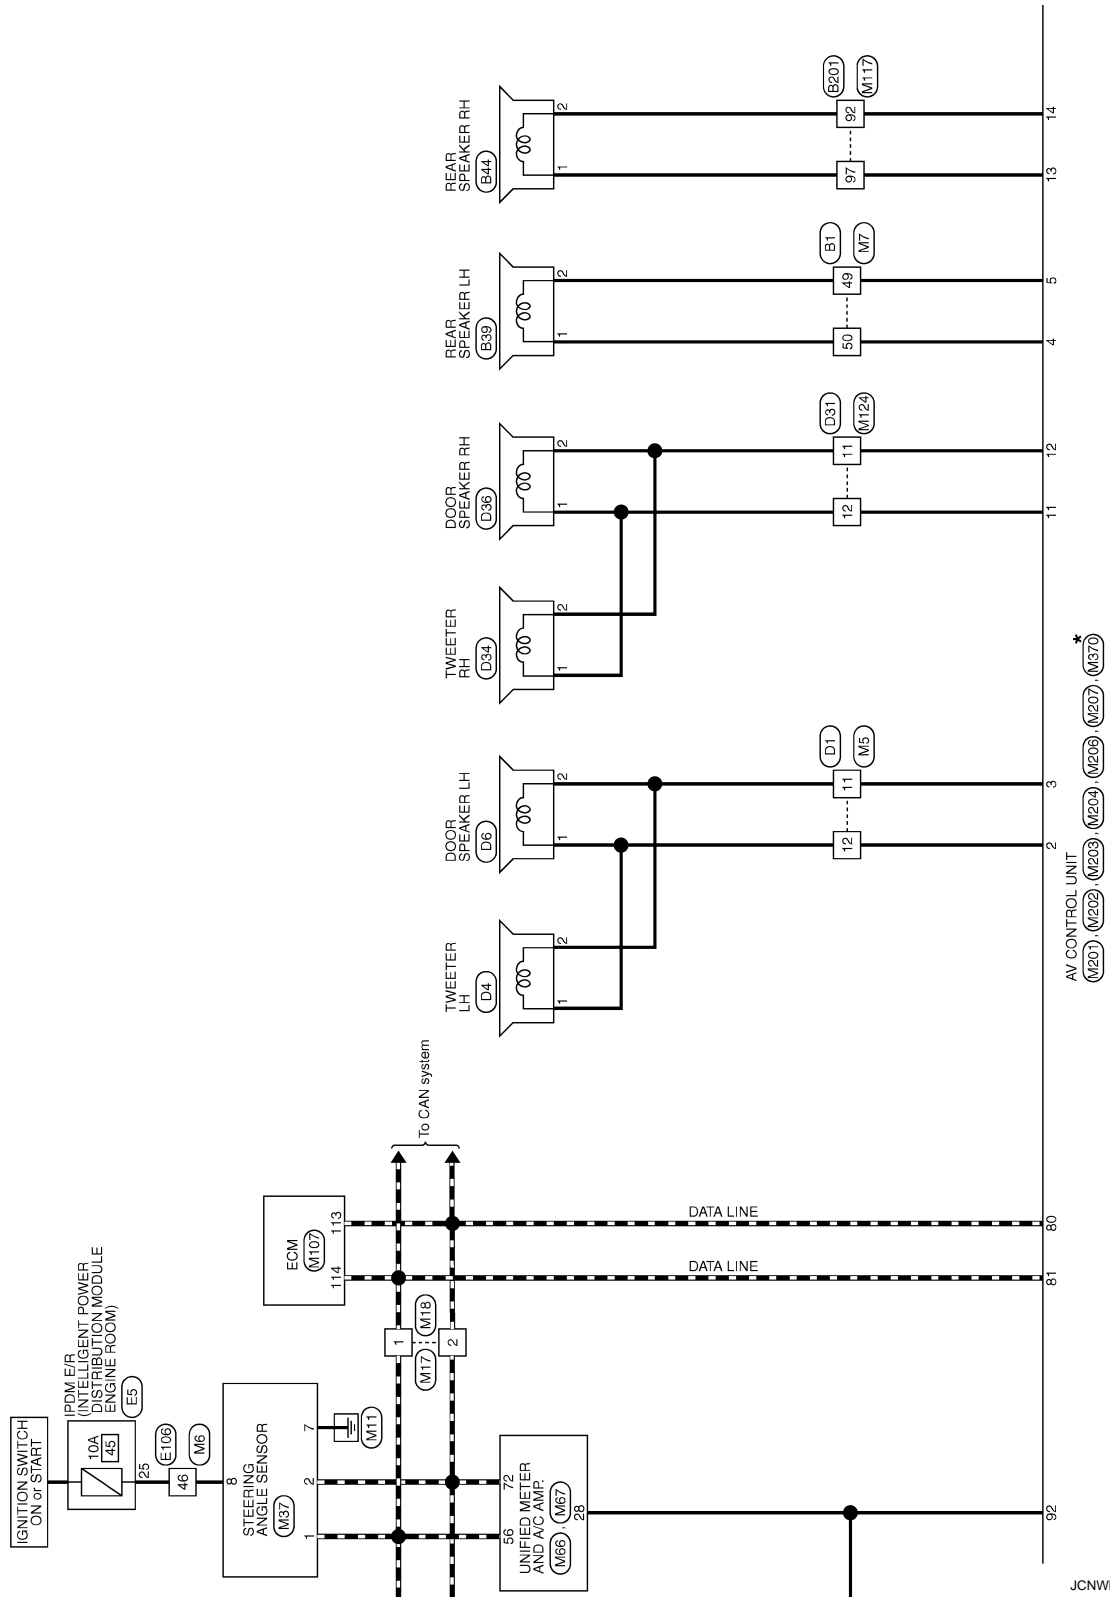 IGNITION SWITCH
ON or START
IPDM E/R
(INTELLIGENT POWER
DISTRIBUTION MODULE
ENGINE ROOM)
E5
10A
45
25
46
E106
M6
8
STEERING
ANGLE SENSOR
M37
1
2
7
M11
56
72
UNIFIED METER
AND A/C AMP.
M66 , M67
28
92
1
2
M17
M18
ECM
M107
114
113
To CAN system
DATA LINE
DATA LINE
81
80
TWEETER
LH
D4
1
2
DOOR
SPEAKER LH
D6
1
2
12
11
D1
M5
2
3
TWEETER
RH
D34
1
2
DOOR
SPEAKER RH
D36
1
2
12
11
D31
M124
11
12
REAR
SPEAKER LH
B39
1
2
50
49
B1
M7
4
5
REAR
SPEAKER RH
B44
1
2
97
92
B201
M117
13
14
AV CONTROL UNIT
M201 , M202 , M203 , M204 , M206 , M207 , M370 *